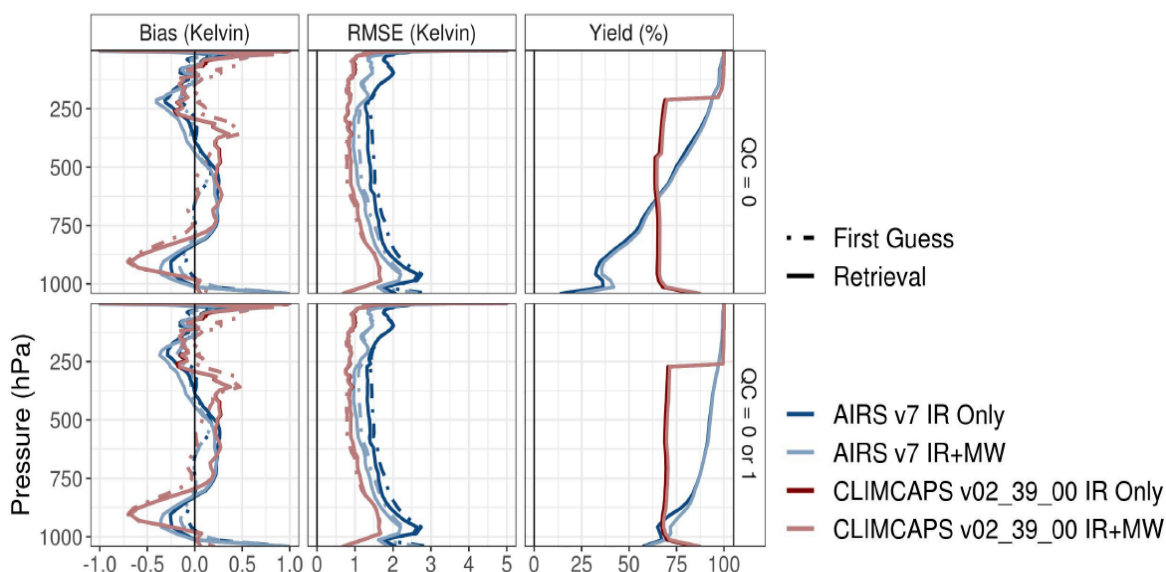 Bias (Kelvin) RMSE (Kelvin) Yield (%)
250
500
750
1000
QC = 0
First Guess
Retrieval
Pressure (hPa)
250
500
750
1000
QC = 0 or 1
AIRS v7 IR Only
AIRS v7 IR+MW
CLIMCAPS v02_39_00 IR Only
CLIMCAPS v02_39_00 IR+MW
-1.0 -0.5 0.0 0.5 1.0 0 1 2 3 4 5 0 25 50 75 100